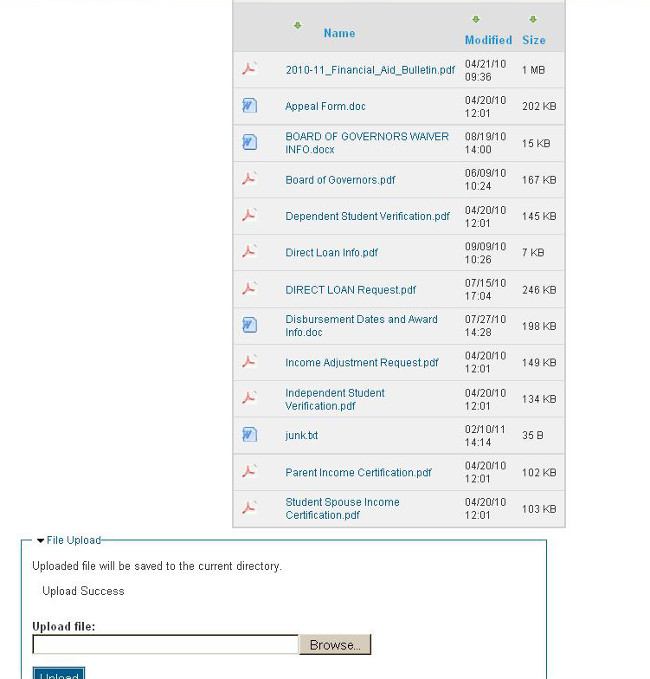 Name Modified Size
2010-11_Financial_Aid_Bulletin.pdf 04/21/10 1 MB
09:36
Appeal Form.doc 04/20/10 202 KB
12:01
BOARD OF GOVERNORS WAIVER 08/19/10 15 KB
INFO.docx 14:00
Board of Governors.pdf 06/09/10 167 KB
10:24
Dependent Student Verification.pdf 04/20/10 145 KB
12:01
Direct Loan Info.pdf 09/09/10 7 KB
10:26
DIRECT LOAN Request.pdf 07/15/10 246 KB
17:04
Disbursement Dates and Award 07/27/10 198 KB
Info.doc 14:28
Income Adjustment Request.pdf 04/20/10 149 KB
12:01
Independent Student 04/20/10 134 KB
Verification.pdf 12:01
junk.txt 02/10/11 35 B
14:14
Parent Income Certification.pdf 04/20/10 102 KB
12:01
Student Spouse Income 04/20/10 103 KB
Certification.pdf 12:01
File Upload
Uploaded file will be saved to the current directory.
Upload Success
Upload file:
Browse...
Upload